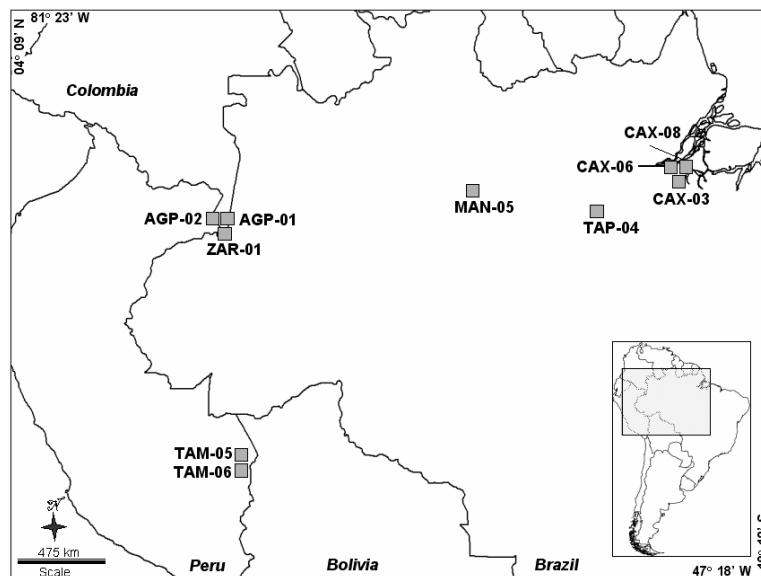 81° 23' W
04° 09' N
Colombia
CAX-08
CAX-06
CAX-03
MAN-05
TAP-04
AGP-02
AGP-01
ZAR-01
TAM-05
TAM-06
N
475 km
Scale
Peru
Bolivia
Brazil
47° 18' W